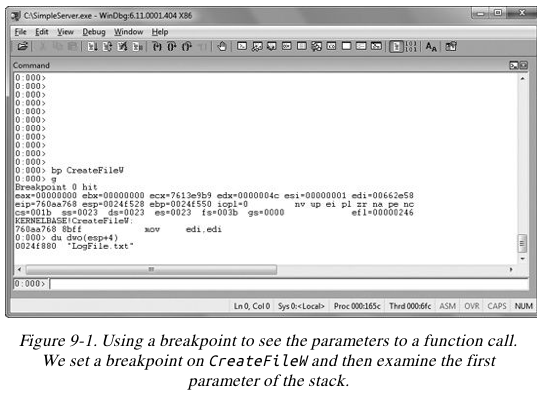 C:\SimpleServer.exe - WinDbg:6.11.0001.404 X86
File Edit View Debug Window Help
Command
0:000>
0:000>
0:000>
0:000>
0:000>
0:000>
0:000>
0:000>
0:000>
0:000>
0:000> bp CreateFileW
0:000> g
Breakpoint 0 hit
eax=00000000 ebx=00000000 ecx=7613e9b9 edx=0000004c esi=00000001 edi=00662e58
eip=760aa768 esp=0024f528 ebp=0024f550 iopl=0 nv up ei pl zr na pe nc
cs=001b ss=0023 ds=0023 es=0023 fs=003b gs=0000 efl=00000246
KERNELBASE!CreateFileW:
760aa768 8bff mov edi,edi
0:000> du dwo(esp+4)
0024f880 "LogFile.txt"
0:000>
Ln 0, Col 0 Sys 0:<Local> Proc 000:165c Thrd 000:6fc ASM OVR CAPS NUM
Figure 9-1. Using a breakpoint to see the parameters to a function call.
We set a breakpoint on CreateFileW and then examine the first
parameter of the stack.